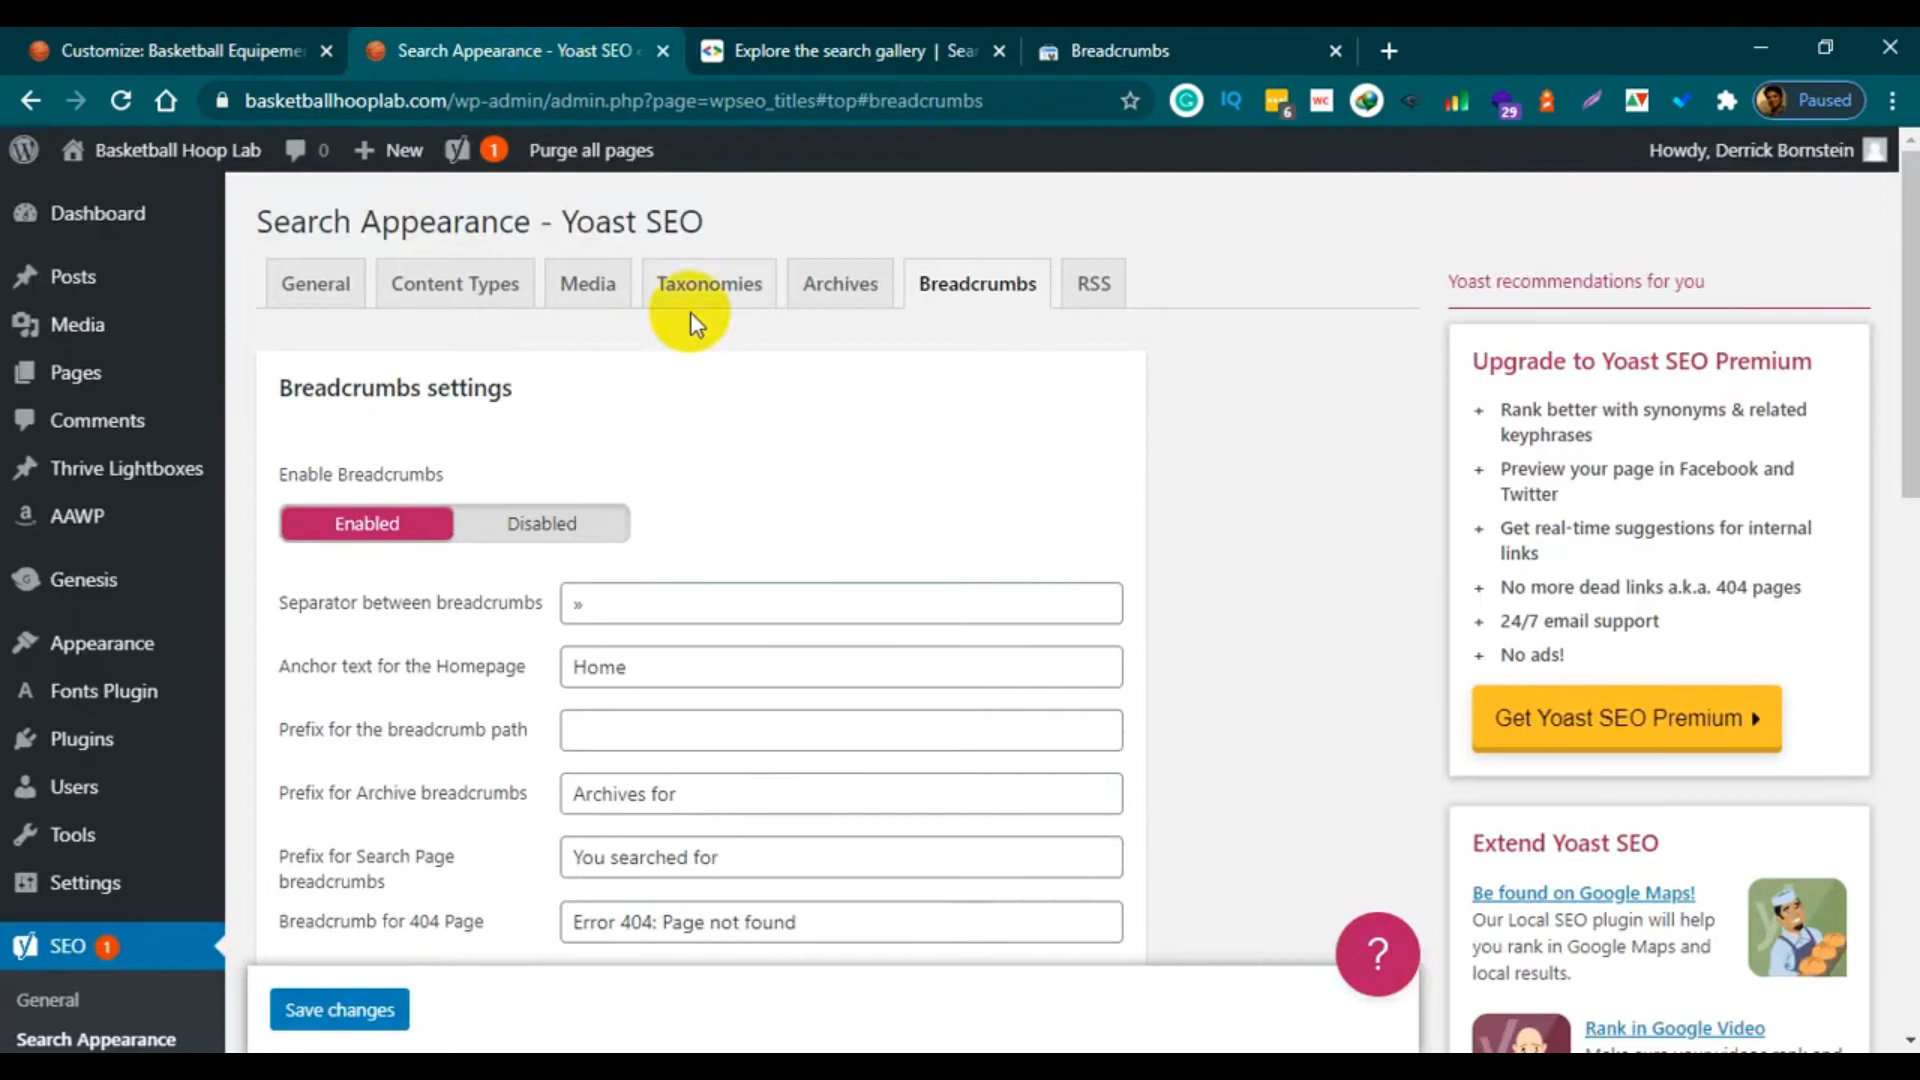 Customize: Basketball Equipeme
Search Appearance - Yoast SEO
Explore the search gallery | Sea
Breadcrumbs
basketballhooplab.com/wp-admin/admin.php?page=wpseo_titles#top#breadcrumbs
IQ
6
WC
29
Paused
Basketball Hoop Lab
0
New
1
Purge all pages
Howdy, Derrick Bornstein
Dashboard
Posts
Media
Pages
Comments
Thrive Lightboxes
AAWP
Genesis
Appearance
Fonts Plugin
Plugins
Users
Tools
Settings
SEO 1
General
Search Appearance
Search Appearance - Yoast SEO
General
Content Types
Media
Taxonomies
Archives
Breadcrumbs
RSS
Breadcrumbs settings
Enable Breadcrumbs
Enabled
Disabled
Separator between breadcrumbs
»
Anchor text for the Homepage
Home
Prefix for the breadcrumb path
Prefix for Archive breadcrumbs
Archives for
Prefix for Search Page
breadcrumbs
You searched for
Breadcrumb for 404 Page
Error 404: Page not found
Save changes
?
Yoast recommendations for you
Upgrade to Yoast SEO Premium
+ Rank better with synonyms & related
keyphrases
+ Preview your page in Facebook and
Twitter
+ Get real-time suggestions for internal
links
+ No more dead links a.k.a. 404 pages
+ 24/7 email support
+ No ads!
Get Yoast SEO Premium
Extend Yoast SEO
Be found on Google Maps!
Our Local SEO plugin will help
you rank in Google Maps and
local results.
Rank in Google Video